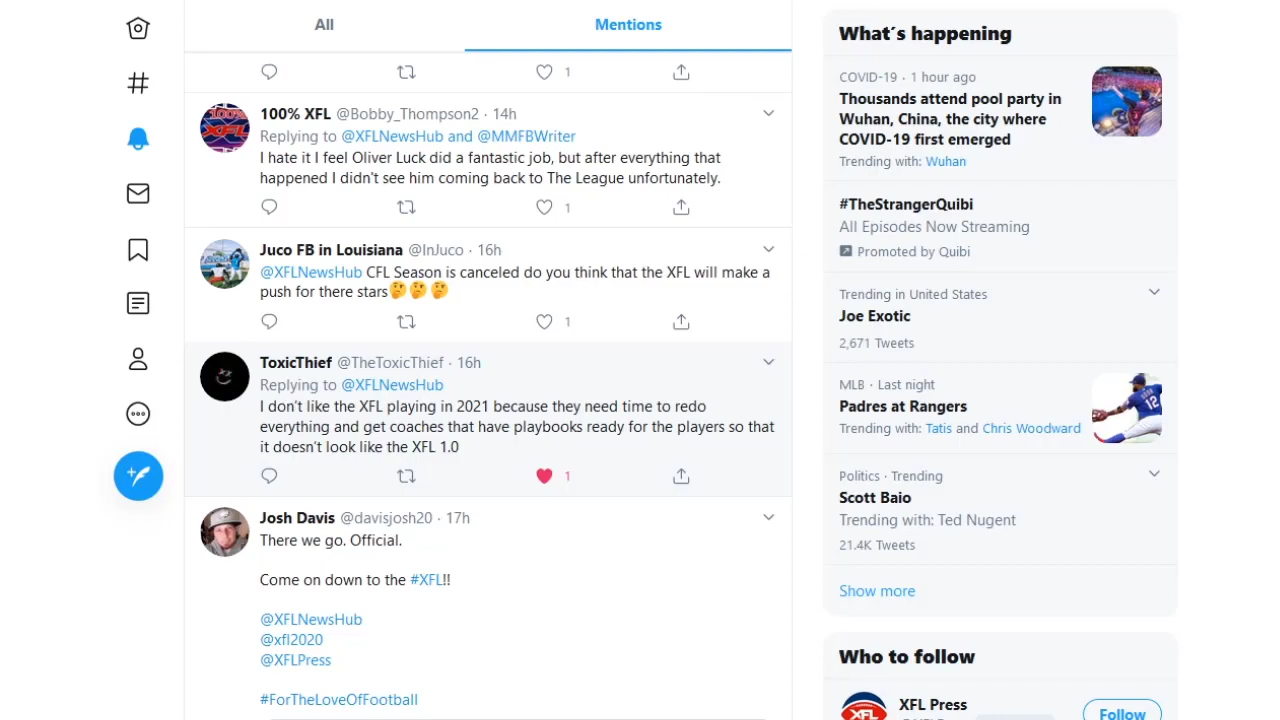 All
Mentions
1
100% XFL @Bobby_Thompson2 · 14h
Replying to @XFLNewsHub and @MMFBWriter
I hate it I feel Oliver Luck did a fantastic job, but after everything that
happened I didn't see him coming back to The League unfortunately.
1
Juco FB in Louisiana @InJuco · 16h
@XFLNewsHub CFL Season is canceled do you think that the XFL will make a
push for there stars🤔🤔🤔
1
ToxicThief @TheToxicThief · 16h
Replying to @XFLNewsHub
I don't like the XFL playing in 2021 because they need time to redo
everything and get coaches that have playbooks ready for the players so that
it doesn't look like the XFL 1.0
1
Josh Davis @davisjosh20 · 17h
There we go. Official.
Come on down to the #XFL!!
@XFLNewsHub
@xfl2020
@XFLPress
#ForTheLoveOfFootball
What's happening
COVID-19 · 1 hour ago
Thousands attend pool party in
Wuhan, China, the city where
COVID-19 first emerged
Trending with: Wuhan
#TheStrangerQuibi
All Episodes Now Streaming
Promoted by Quibi
Trending in United States
Joe Exotic
2,671 Tweets
MLB · Last night
Padres at Rangers
Trending with: Tatis and Chris Woodward
Politics · Trending
Scott Baio
Trending with: Ted Nugent
21.4K Tweets
Show more
Who to follow
XFL Press
Follow